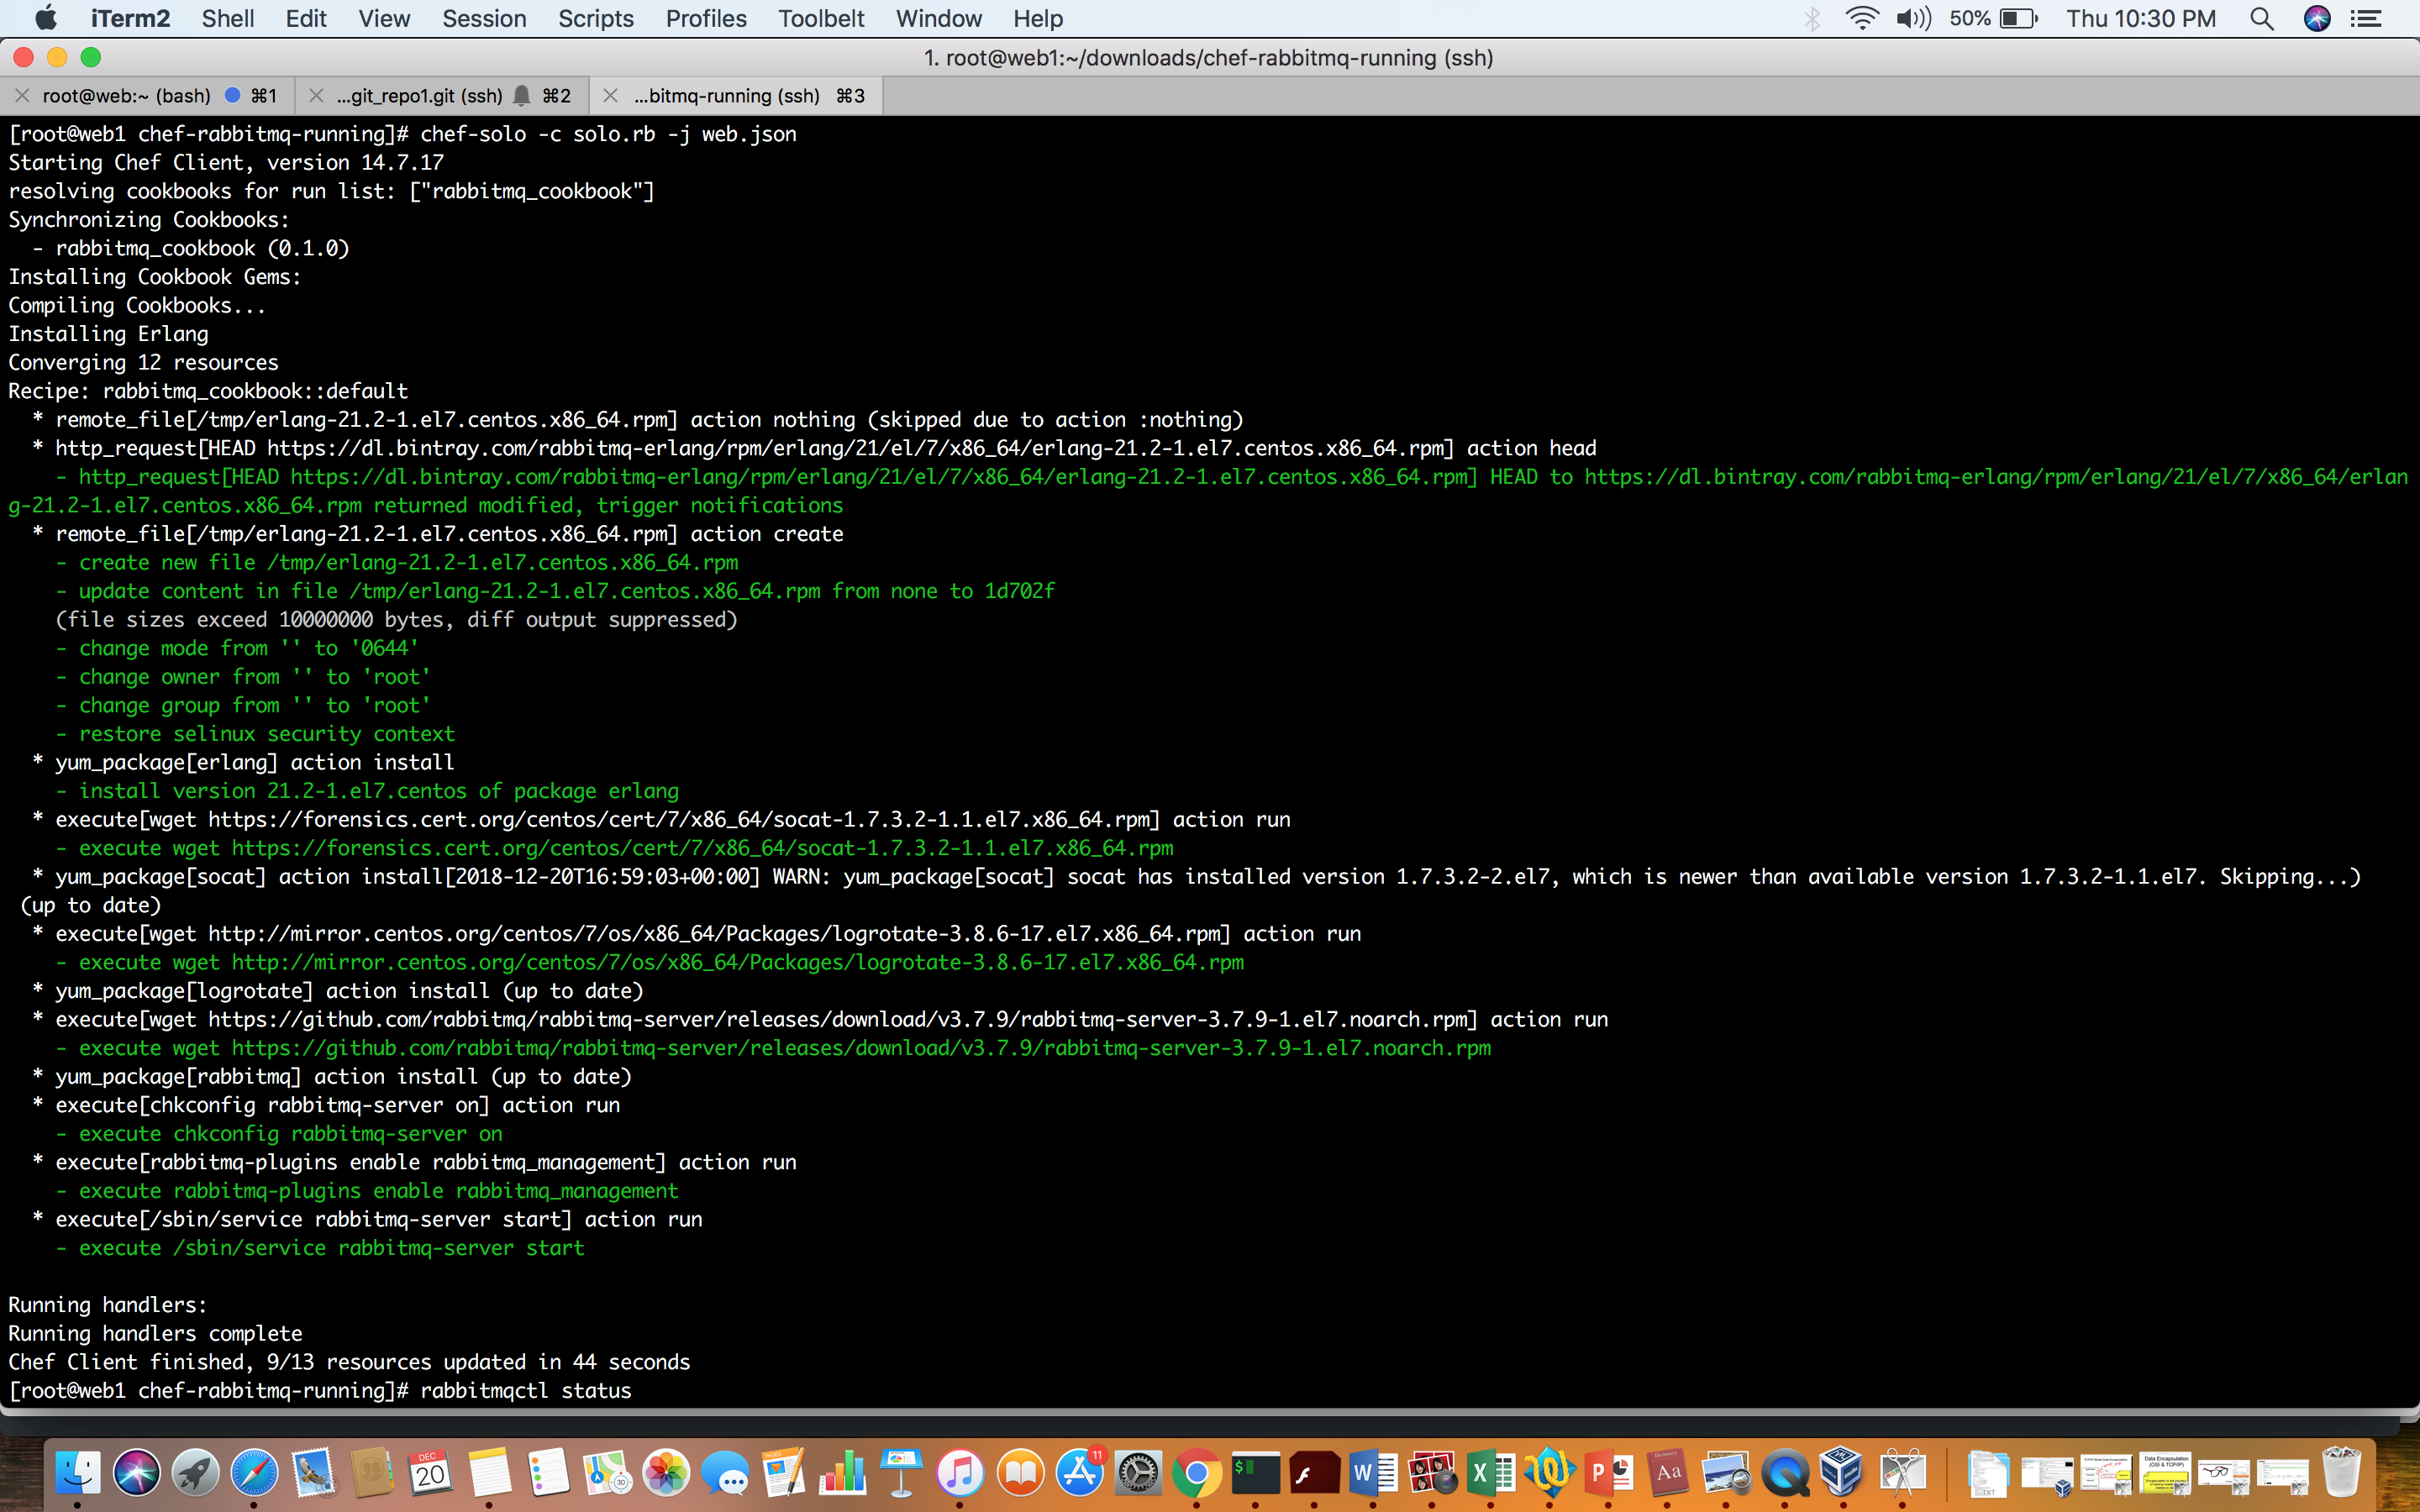 iTerm2 Shell Edit View Session Scripts Profiles Toolbelt Window Help 50% Thu 10:30 PM
1. root@web1:~/downloads/chef-rabbitmq-running (ssh)
root@web:~ (bash) ⌘1 ...git_repo1.git (ssh) ⌘2 ...bitmq-running (ssh) ⌘3
[root@web1 chef-rabbitmq-running]# chef-solo -c solo.rb -j web.json
Starting Chef Client, version 14.7.17
resolving cookbooks for run list: ["rabbitmq_cookbook"]
Synchronizing Cookbooks:
  - rabbitmq_cookbook (0.1.0)
Installing Cookbook Gems:
Compiling Cookbooks...
Installing Erlang
Converging 12 resources
Recipe: rabbitmq_cookbook::default
  * remote_file[/tmp/erlang-21.2-1.el7.centos.x86_64.rpm] action nothing (skipped due to action :nothing)
  * http_request[HEAD https://dl.bintray.com/rabbitmq-erlang/rpm/erlang/21/el/7/x86_64/erlang-21.2-1.el7.centos.x86_64.rpm] action head
    - http_request[HEAD https://dl.bintray.com/rabbitmq-erlang/rpm/erlang/21/el/7/x86_64/erlang-21.2-1.el7.centos.x86_64.rpm] HEAD to https://dl.bintray.com/rabbitmq-erlang/rpm/erlang/21/el/7/x86_64/erlan
g-21.2-1.el7.centos.x86_64.rpm returned modified, trigger notifications
  * remote_file[/tmp/erlang-21.2-1.el7.centos.x86_64.rpm] action create
    - create new file /tmp/erlang-21.2-1.el7.centos.x86_64.rpm
    - update content in file /tmp/erlang-21.2-1.el7.centos.x86_64.rpm from none to 1d702f
    (file sizes exceed 10000000 bytes, diff output suppressed)
    - change mode from '' to '0644'
    - change owner from '' to 'root'
    - change group from '' to 'root'
    - restore selinux security context
  * yum_package[erlang] action install
    - install version 21.2-1.el7.centos of package erlang
  * execute[wget https://forensics.cert.org/centos/cert/7/x86_64/socat-1.7.3.2-1.1.el7.x86_64.rpm] action run
    - execute wget https://forensics.cert.org/centos/cert/7/x86_64/socat-1.7.3.2-1.1.el7.x86_64.rpm
  * yum_package[socat] action install[2018-12-20T16:59:03+00:00] WARN: yum_package[socat] socat has installed version 1.7.3.2-2.el7, which is newer than available version 1.7.3.2-1.1.el7. Skipping...)
 (up to date)
  * execute[wget http://mirror.centos.org/centos/7/os/x86_64/Packages/logrotate-3.8.6-17.el7.x86_64.rpm] action run
    - execute wget http://mirror.centos.org/centos/7/os/x86_64/Packages/logrotate-3.8.6-17.el7.x86_64.rpm
  * yum_package[logrotate] action install (up to date)
  * execute[wget https://github.com/rabbitmq/rabbitmq-server/releases/download/v3.7.9/rabbitmq-server-3.7.9-1.el7.noarch.rpm] action run
    - execute wget https://github.com/rabbitmq/rabbitmq-server/releases/download/v3.7.9/rabbitmq-server-3.7.9-1.el7.noarch.rpm
  * yum_package[rabbitmq] action install (up to date)
  * execute[chkconfig rabbitmq-server on] action run
    - execute chkconfig rabbitmq-server on
  * execute[rabbitmq-plugins enable rabbitmq_management] action run
    - execute rabbitmq-plugins enable rabbitmq_management
  * execute[/sbin/service rabbitmq-server start] action run
    - execute /sbin/service rabbitmq-server start
Running handlers:
Running handlers complete
Chef Client finished, 9/13 resources updated in 44 seconds
[root@web1 chef-rabbitmq-running]# rabbitmqctl status
DEC
20
PAGES
3D
11
$
W
X
P
Dictionary
Aa
TXT
Data Encapsulation
(OSI & TCP/IP)